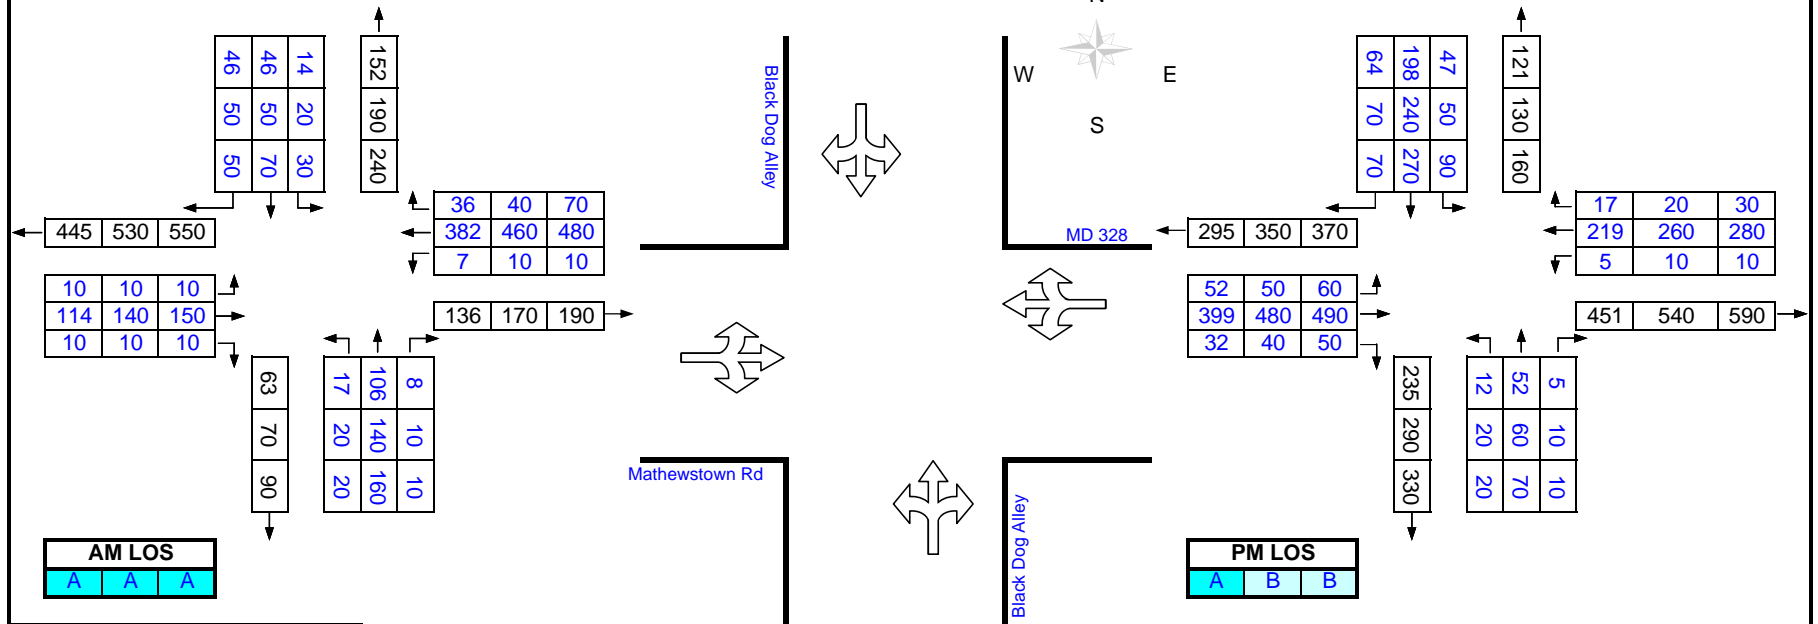 N
W E
S
Black Dog Alley
MD 328
Mathewstown Rd
Black Dog Alley
46 46 14
50 50 20
50 70 30
152
190
240
36 40 70
382 460 480
7 10 10
445 530 550
10 10 10
114 140 150
10 10 10
136 170 190
63
70
90
17 106 8
20 140 10
20 160 10
AM LOS
A A A
64 198 47
70 240 50
70 270 90
121
130
160
17 20 30
219 260 280
5 10 10
295 350 370
52 50 60
399 480 490
32 40 50
451 540 590
235
290
330
12 52 5
20 60 10
20 70 10
PM LOS
A B B